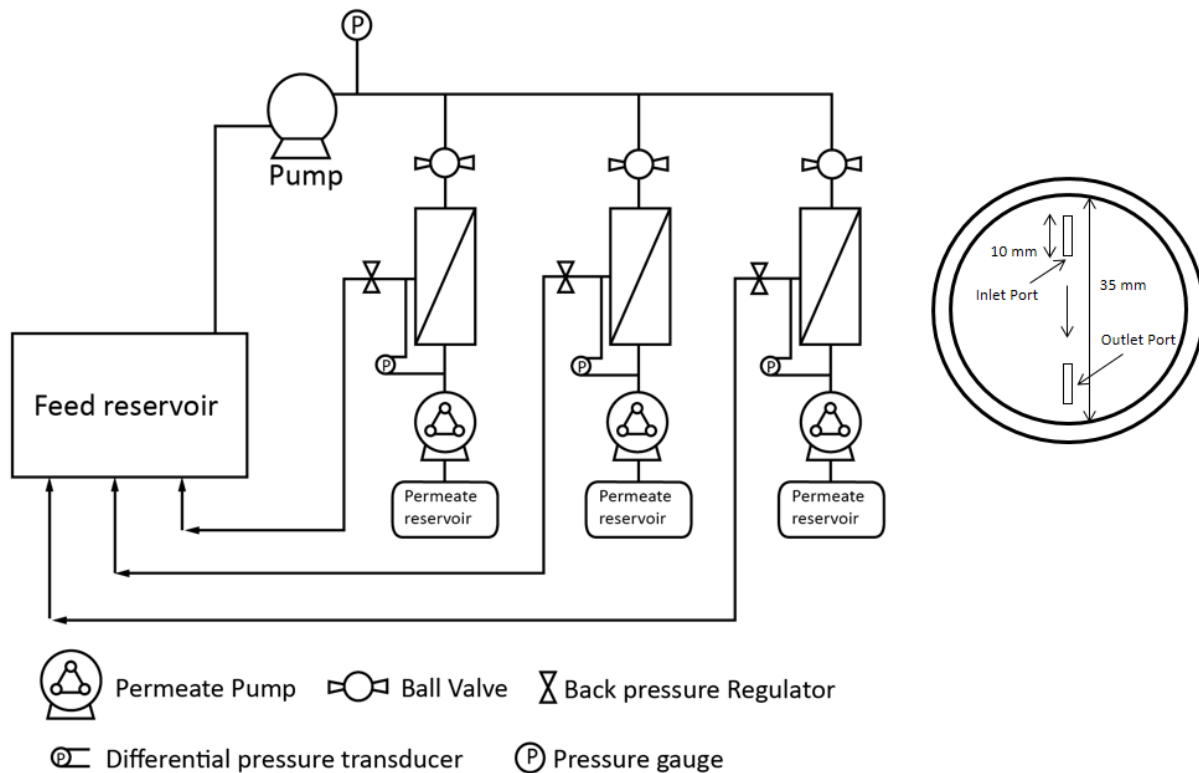 P
Pump
10 mm
Inlet Port
35 mm
Outlet Port
P
P
P
Feed reservoir
Permeate
reservoir
Permeate
reservoir
Permeate
reservoir
Permeate Pump
Ball Valve
Back pressure Regulator
P
Differential pressure transducer
P
Pressure gauge